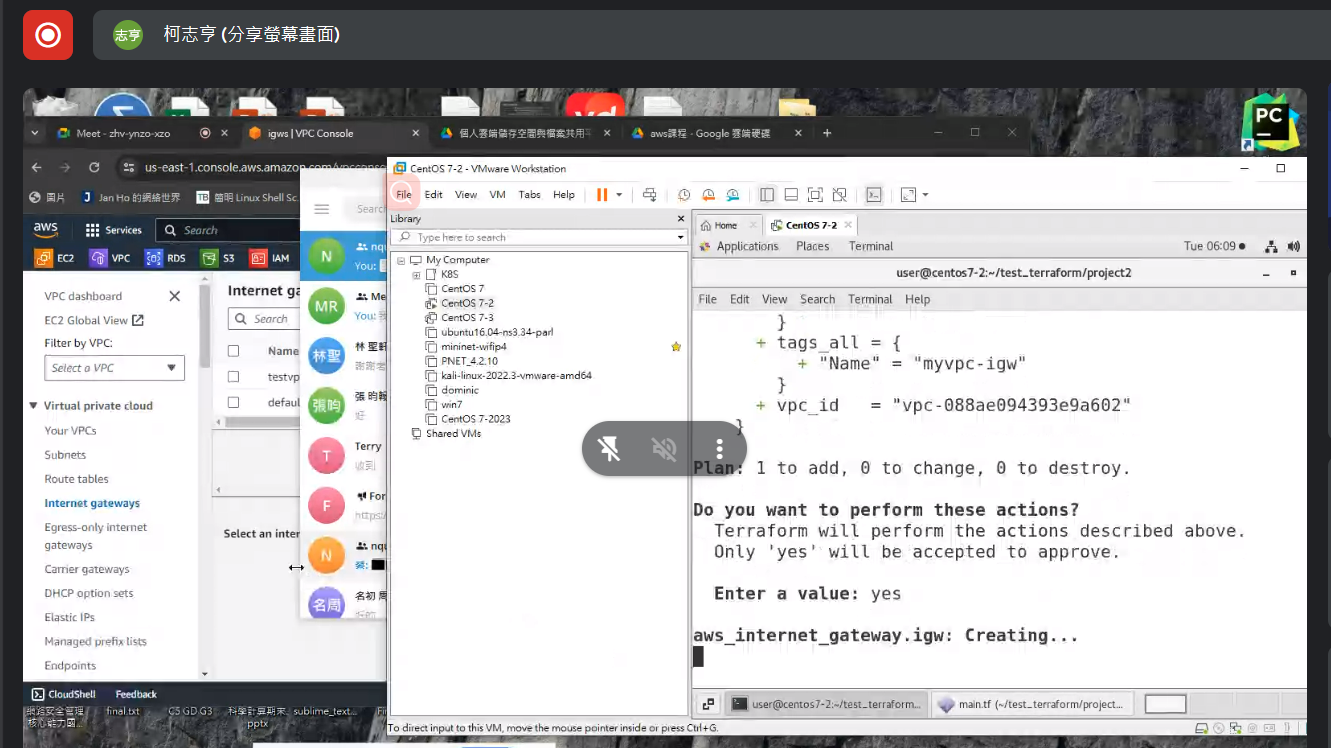 志亨 柯志亨 (分享螢幕畫面)
Meet - zhv-ynzo-xzo
igws | VPC Console
個人雲端儲存空間與檔案共用平
aws課程 - Google 雲端硬碟
PC
us-east-1.console.aws.amazon.com/vpcconso
圖片
J Jan Ho 的網絡世界
TB 簡明 Linux Shell Sc
aws
Services
Search
EC2
VPC
RDS
S3
IAM
VPC dashboard
EC2 Global View
Filter by VPC:
Select a VPC
Virtual private cloud
Your VPCs
Subnets
Route tables
Internet gateways
Egress-only internet
gateways
Carrier gateways
DHCP option sets
Elastic IPs
Managed prefix lists
Endpoints
Internet ga
Search
Name
testvp
defaul
Select an inter
CloudShell
Feedback
final.txt
C5 GD G3
科學計算期末.
pptx
sublime_text...
Searc
N
nqu
You:
MR
Me
You:
林聖
林 聖軒
謝謝老
張昀
張 昀翰
好
T
Terry
收到
F
For
https:/
N
nqu
名周
名初 周
CentOS 7-2 - VMware Workstation
File Edit View VM Tabs Help
Library
Type here to search
My Computer
K8S
CentOS 7
CentOS 7-2
CentOS 7-3
ubuntu16.04-ns3.34-parl
mininet-wifip4
PNET_4.2.10
kali-linux-2022.3-vmware-amd64
dominic
win7
CentOS 7-2023
Shared VMs
Home
CentOS 7-2
Applications Places Terminal
Tue 06:09
user@centos7-2:~/test_terraform/project2
File Edit View Search Terminal Help
}
+ tags_all = {
+ "Name" = "myvpc-igw"
}
+ vpc_id = "vpc-088ae094393e9a602"
}
Plan: 1 to add, 0 to change, 0 to destroy.
Do you want to perform these actions?
Terraform will perform the actions described above.
Only 'yes' will be accepted to approve.
Enter a value: yes
aws_internet_gateway.igw: Creating...
user@centos7-2:~/test_terraform...
main.tf (~/test_terraform/project...
To direct input to this VM, move the mouse pointer inside or press Ctrl+G.